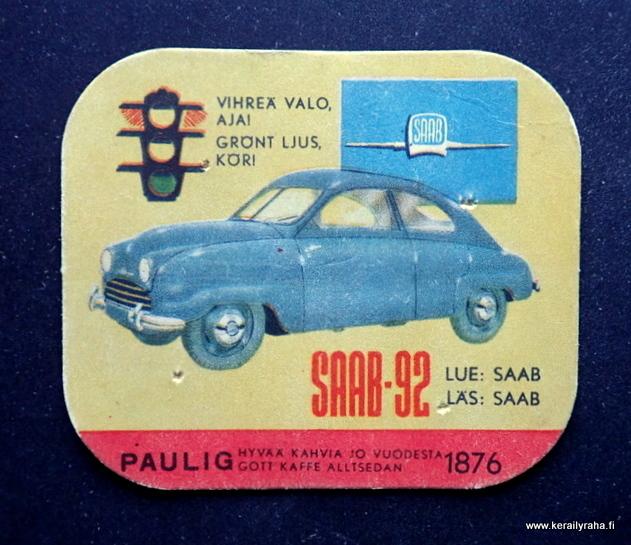 VIHREÄ VALO,
AJA!
GRÖNT LJUS,
KÖR!
SAAB
SAAB-92
LUE: SAAB
LÄS: SAAB
PAULIG HYVÄÄ KAHVIA JO VUODESTA 1876
GOTT KAFFE ALLTSEDAN
www.kerailyraha.fi